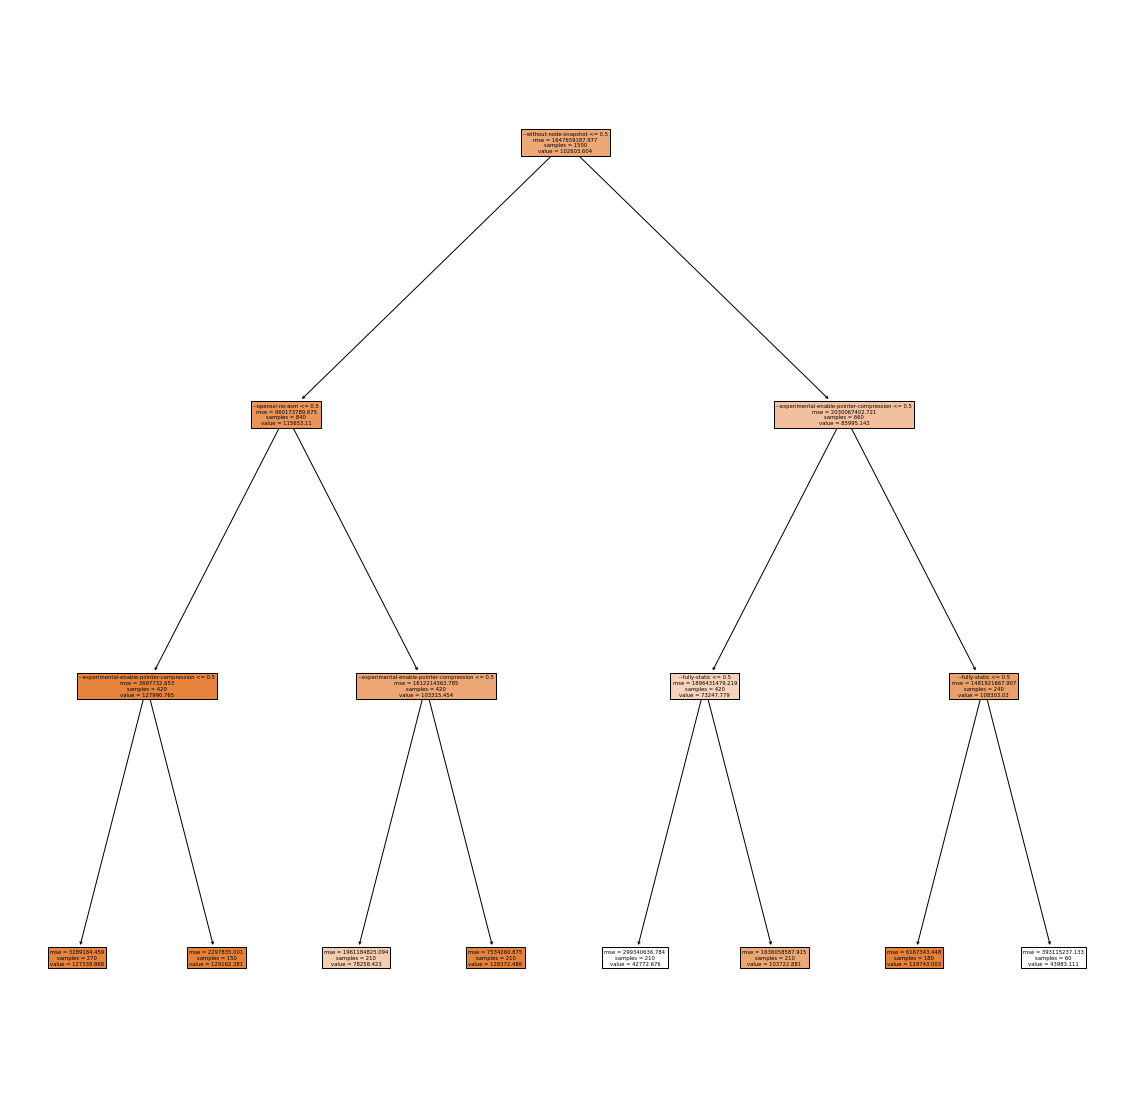 --without-node-snapshot <= 0.5
mse = 1647659187.977
samples = 1500
value = 102603.604
--openssl-no-asm <= 0.5
mse = 960173789.675
samples = 840
value = 115653.11
--experimental-enable-pointer-compression <= 0.5
mse = 2030067402.721
samples = 660
value = 85995.143
--experimental-enable-pointer-compression <= 0.5
mse = 3697732.653
samples = 420
value = 127990.765
--experimental-enable-pointer-compression <= 0.5
mse = 1612214363.785
samples = 420
value = 103315.454
--fully-static <= 0.5
mse = 1896431479.219
samples = 420
value = 73247.779
--fully-static <= 0.5
mse = 1481921667.907
samples = 240
value = 108303.03
mse = 3289184.459
samples = 270
value = 127339.868
mse = 2297835.001
samples = 150
value = 129162.381
mse = 1961184825.094
samples = 210
value = 78258.423
mse = 7534260.875
samples = 210
value = 128372.486
mse = 299340636.784
samples = 210
value = 42772.676
mse = 1636058587.915
samples = 210
value = 103722.881
mse = 6167343.448
samples = 180
value = 129743.003
mse = 393115237.133
samples = 60
value = 43983.111